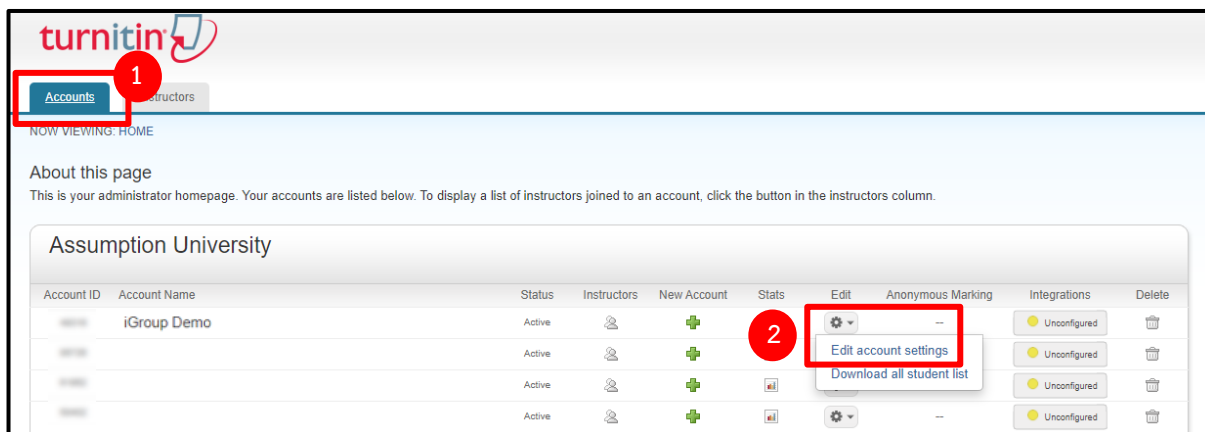 turnitin
1
Accounts
structors
NOW VIEWING: HOME
About this page
This is your administrator homepage. Your accounts are listed below. To display a list of instructors joined to an account, click the button in the instructors column.
Assumption University
Account ID Account Name Status Instructors New Account Stats Edit Anonymous Marking Integrations Delete
iGroup Demo Active -- Unconfigured
2
Active Edit account settings Unconfigured
Download all student list
Active Unconfigured
Active -- Unconfigured